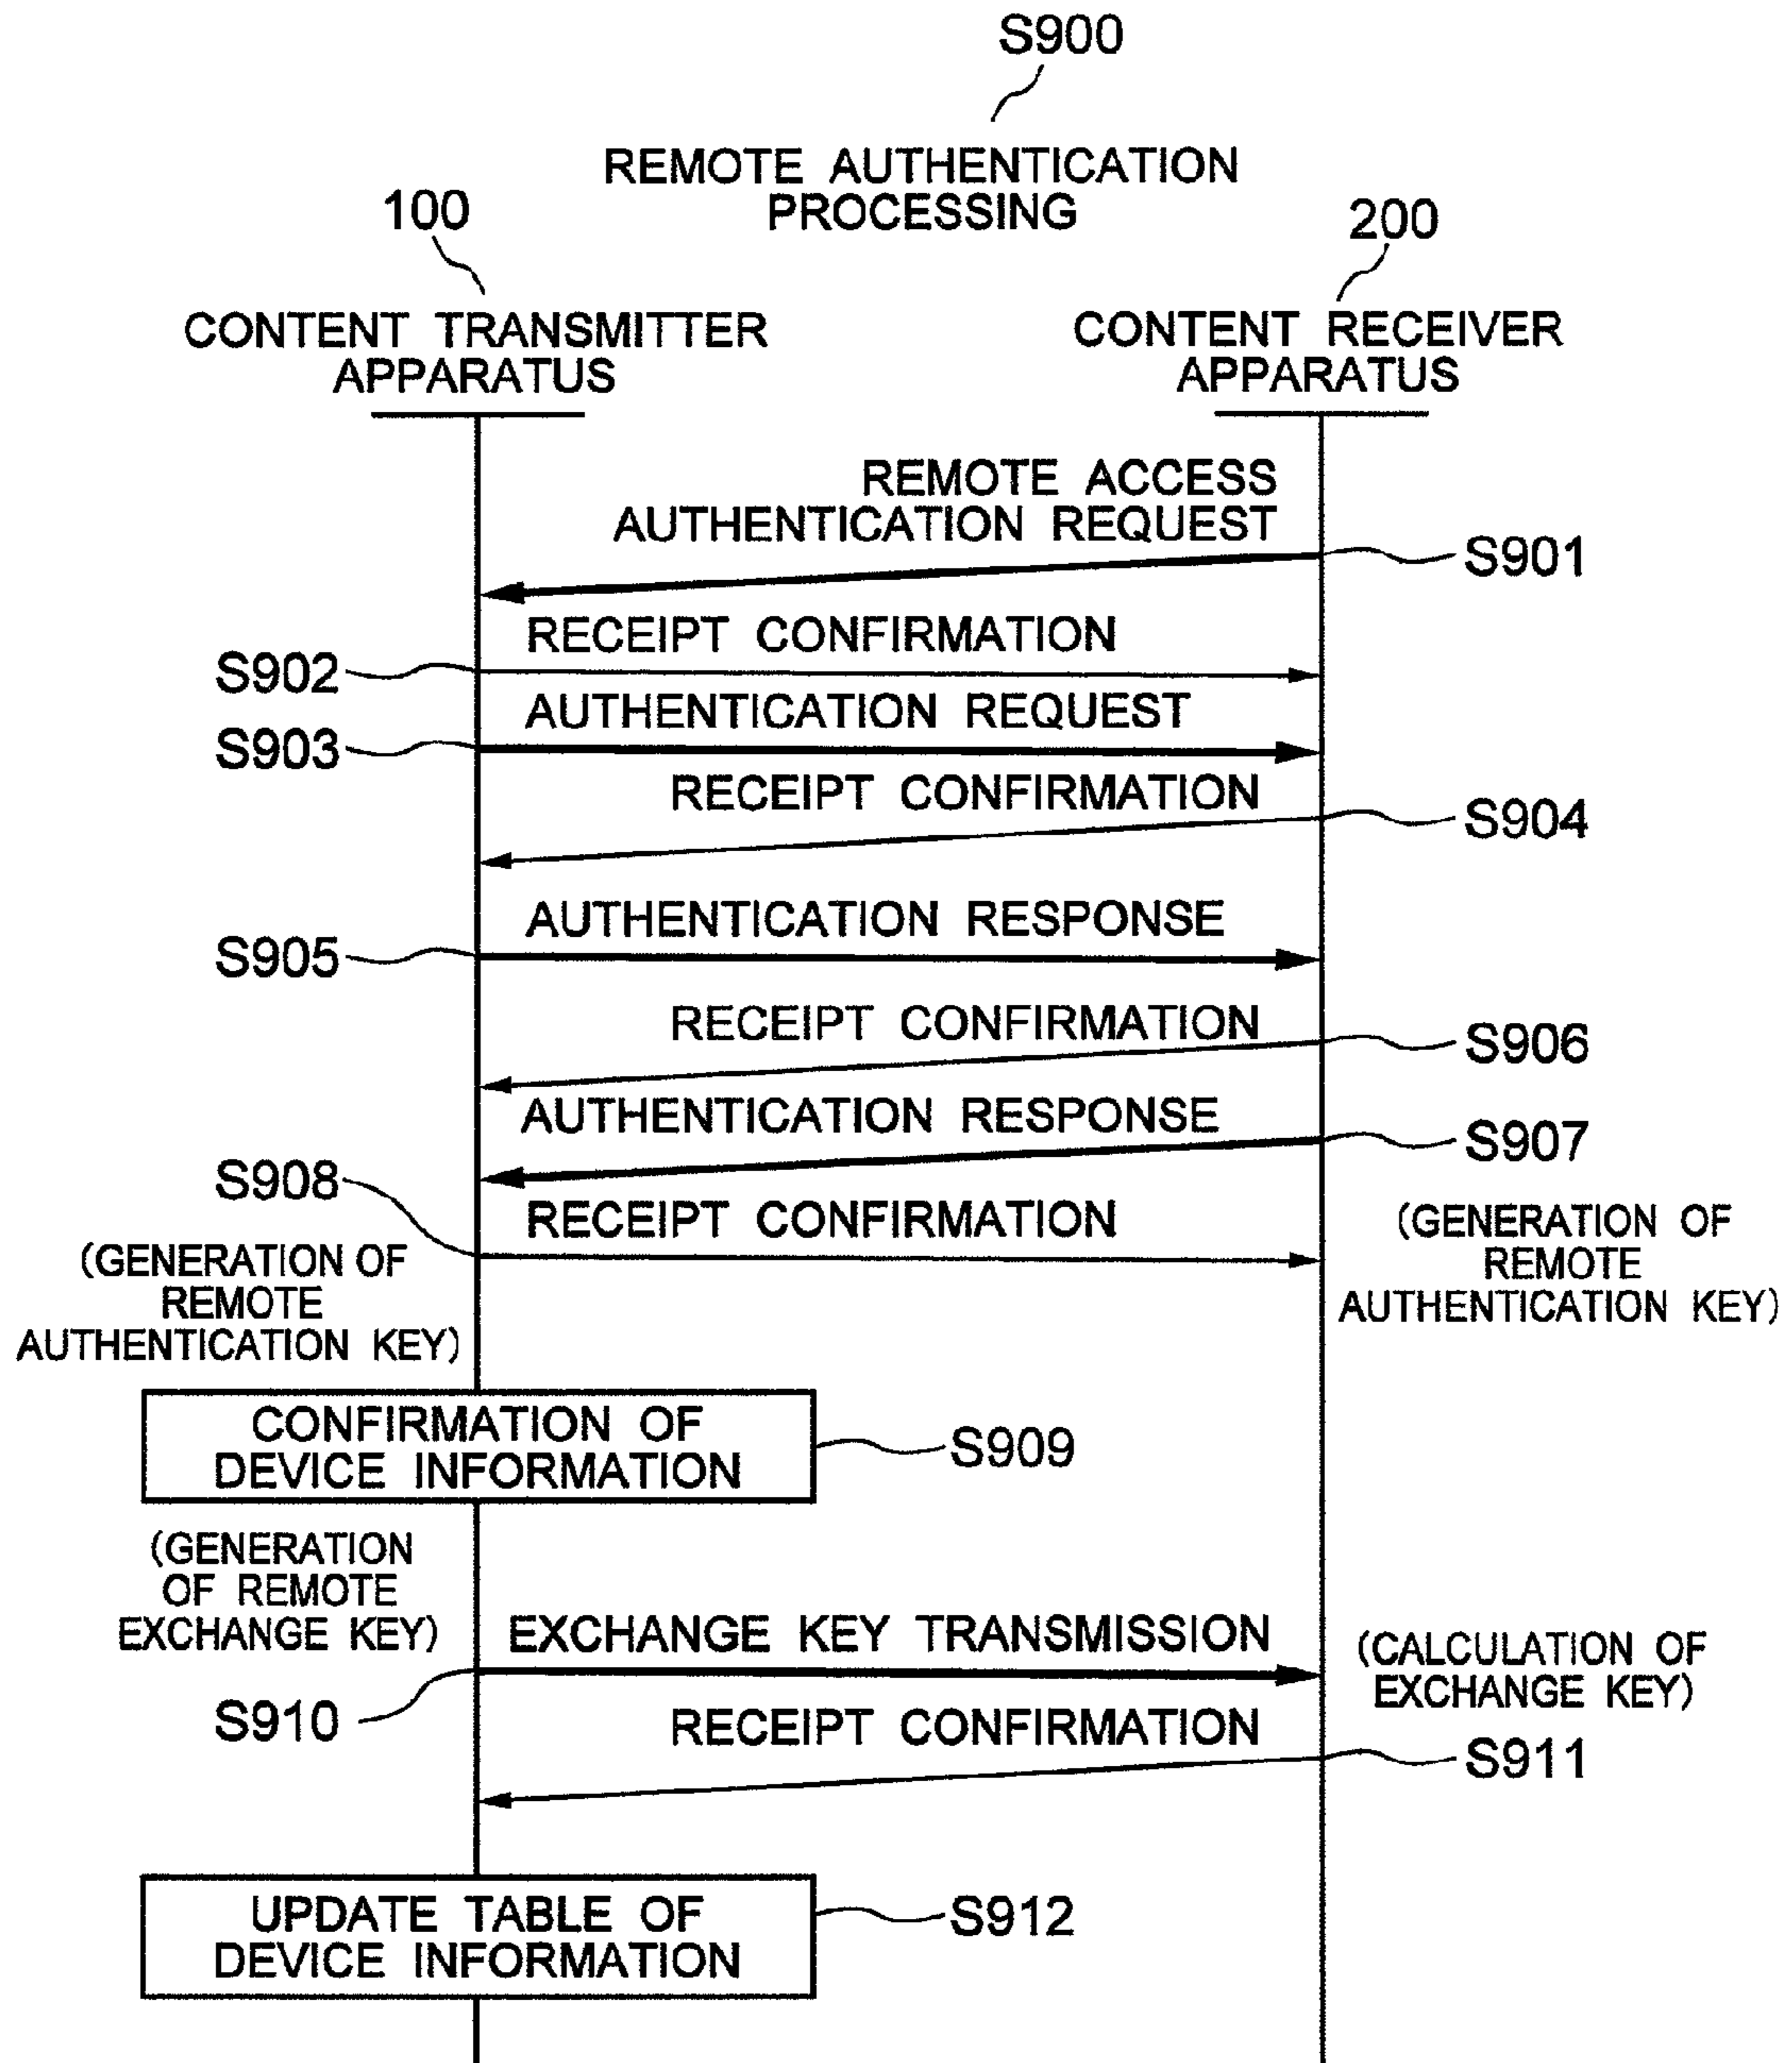 S900
REMOTE AUTHENTICATION
PROCESSING
100
200
CONTENT TRANSMITTER
APPARATUS
CONTENT RECEIVER
APPARATUS
REMOTE ACCESS
AUTHENTICATION REQUEST
S901
RECEIPT CONFIRMATION
S902
AUTHENTICATION REQUEST
S903
RECEIPT CONFIRMATION
S904
AUTHENTICATION RESPONSE
S905
RECEIPT CONFIRMATION
S906
AUTHENTICATION RESPONSE
S907
S908
RECEIPT CONFIRMATION
(GENERATION OF
REMOTE
AUTHENTICATION KEY)
(GENERATION OF
REMOTE
AUTHENTICATION KEY)
CONFIRMATION OF
DEVICE INFORMATION
S909
(GENERATION
OF REMOTE
EXCHANGE KEY)
EXCHANGE KEY TRANSMISSION
(CALCULATION OF
EXCHANGE KEY)
S910
RECEIPT CONFIRMATION
S911
UPDATE TABLE OF
DEVICE INFORMATION
S912